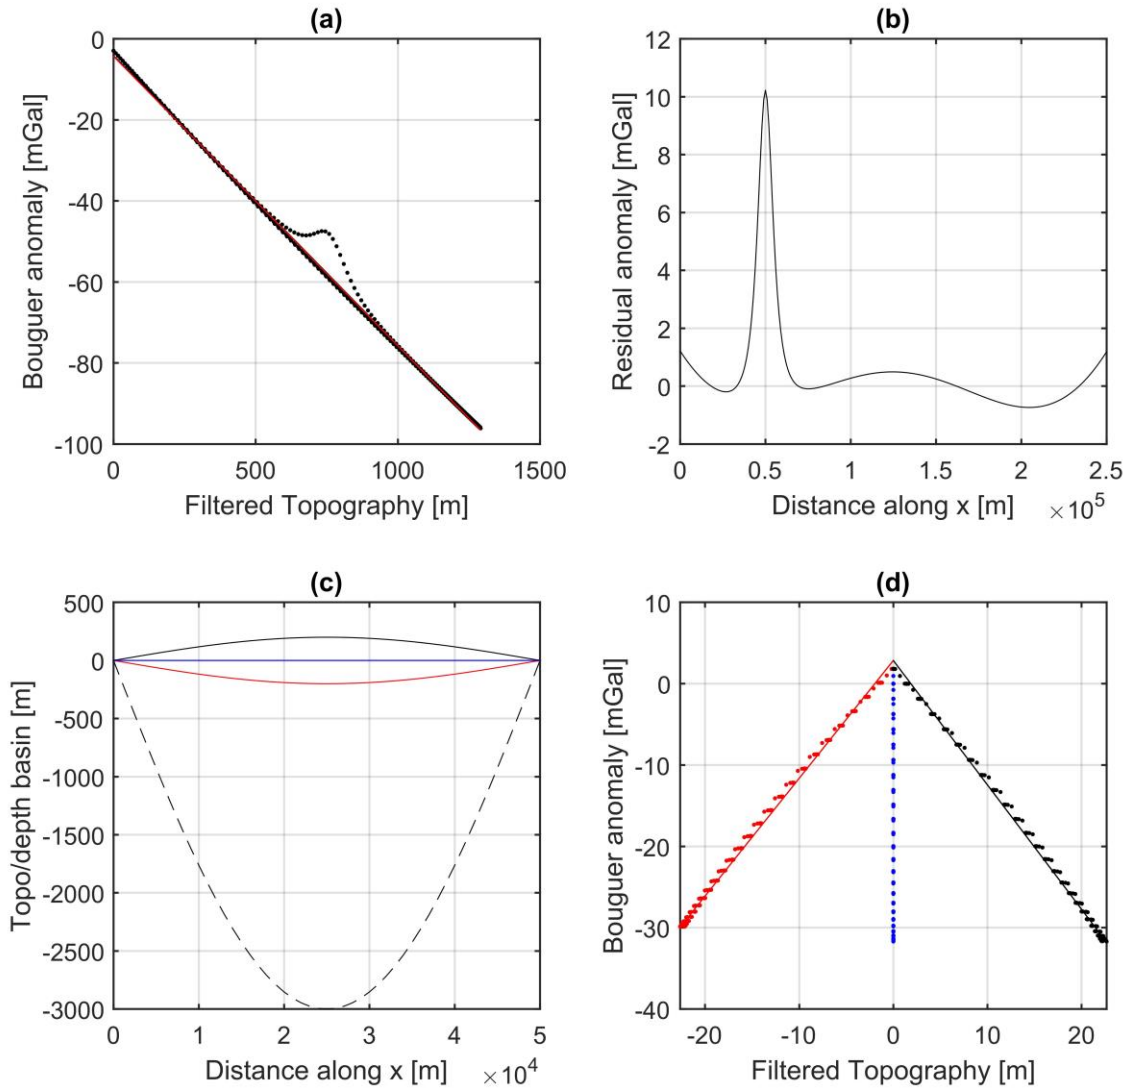 (a)
0
-20
-40
-60
-80
-100
Bouguer anomaly [mGal]
0 500 1000 1500
Filtered Topography [m]
(b)
12
10
8
6
4
2
0
-2
Residual anomaly [mGal]
0 0.5 1 1.5 2 2.5
Distance along x [m] ×10^5
(c)
500
0
-500
-1000
-1500
-2000
-2500
-3000
Topo/depth basin [m]
0 1 2 3 4 5
Distance along x [m] ×10^4
(d)
10
0
-10
-20
-30
-40
Bouguer anomaly [mGal]
-20 -10 0 10 20
Filtered Topography [m]